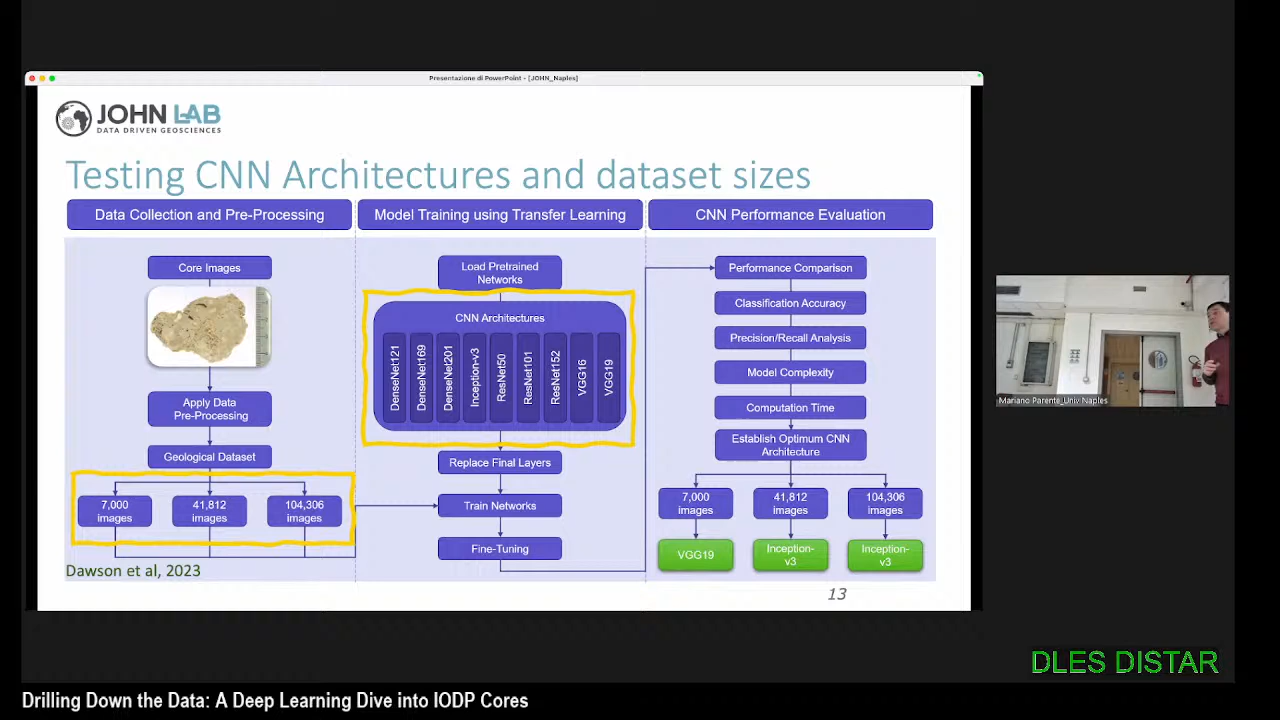 Presentazione di PowerPoint - [JOHN_Naples]
JOHN LAB
DATA DRIVEN GEOSCIENCES
Testing CNN Architectures and dataset sizes
Data Collection and Pre-Processing
Core Images
Apply Data
Pre-Processing
Geological Dataset
7,000
images
41,812
images
104,306
images
Dawson et al, 2023
Model Training using Transfer Learning
Load Pretrained
Networks
CNN Architectures
DenseNet121
DenseNet169
DenseNet201
Inception-v3
ResNet50
ResNet101
ResNet152
VGG16
VGG19
Replace Final Layers
Train Networks
Fine-Tuning
CNN Performance Evaluation
Performance Comparison
Classification Accuracy
Precision/Recall Analysis
Model Complexity
Computation Time
Establish Optimum CNN
Architecture
7,000
images
41,812
images
104,306
images
VGG19
Inception-
v3
Inception-
v3
13
Mariano Parente_Univ Naples
DLES DISTAR
Drilling Down the Data: A Deep Learning Dive into IODP Cores